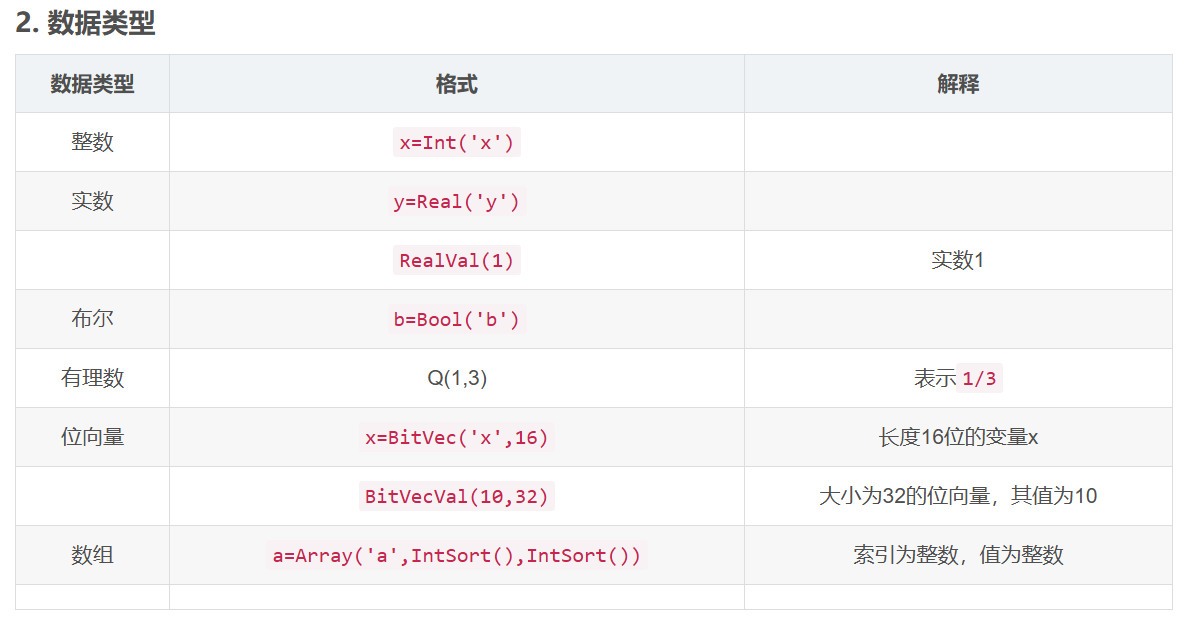 2. 数据类型
数据类型 格式 解释
整数 x=Int('x')
实数 y=Real('y')
RealVal(1) 实数1
布尔 b=Bool('b')
有理数 Q(1,3) 表示1/3
位向量 x=BitVec('x',16) 长度16位的变量x
BitVecVal(10,32) 大小为32的位向量，其值为10
数组 a=Array('a',IntSort(),IntSort()) 索引为整数，值为整数